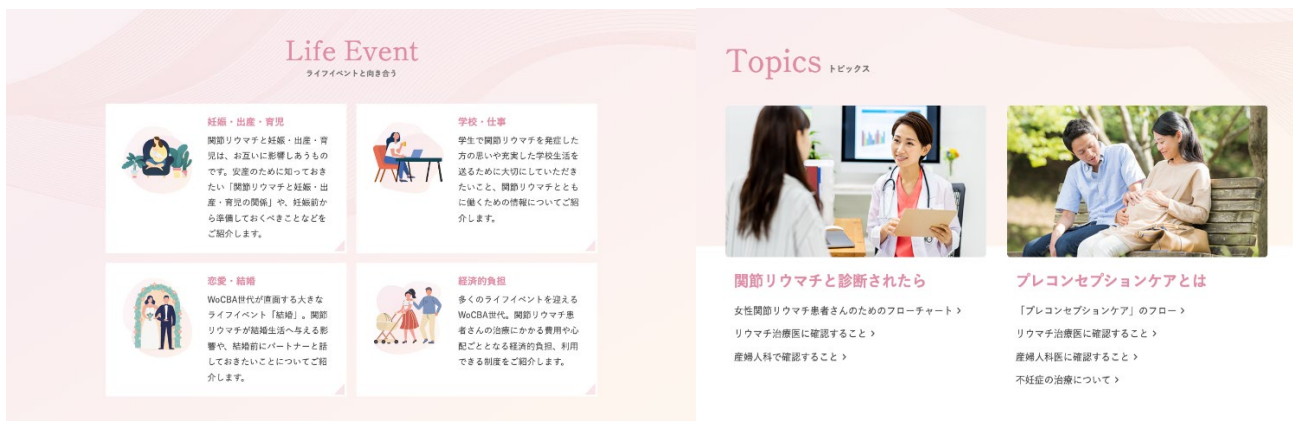 Life Event
ライフイベントと向き合う
妊娠・出産・育児
関節リウマチと妊娠・出産・育
児は、お互いに影響しあうもの
です。安産のために知っておき
たい「関節リウマチと妊娠・出
産・育児の関係」や、妊娠前か
ら準備しておくべきことなどを
ご紹介します。
学校・仕事
学生で関節リウマチを発症した
方の思いや充実した学校生活を
送るために大切にしていただき
たいこと、関節リウマチととも
に働くための情報についてご紹
介します。
恋愛・結婚
WoCBA世代が直面する大きな
ライフイベント「結婚」。関節
リウマチが結婚生活へ与える影
響や、結婚前にパートナーと話
しておきたいことについてご紹
介します。
経済的負担
多くのライフイベントを迎える
WoCBA世代。関節リウマチ患
者さんの治療にかかる費用や心
配ごととなる経済的負担、利用
できる制度をご紹介します。
Topics トピックス
関節リウマチと診断されたら
女性関節リウマチ患者さんのためのフローチャート >
リウマチ治療医に確認すること >
産婦人科で確認すること >
プレコンセプションケアとは
「プレコンセプションケア」のフロー >
リウマチ治療医に確認すること >
産婦人科医に確認すること >
不妊症の治療について >